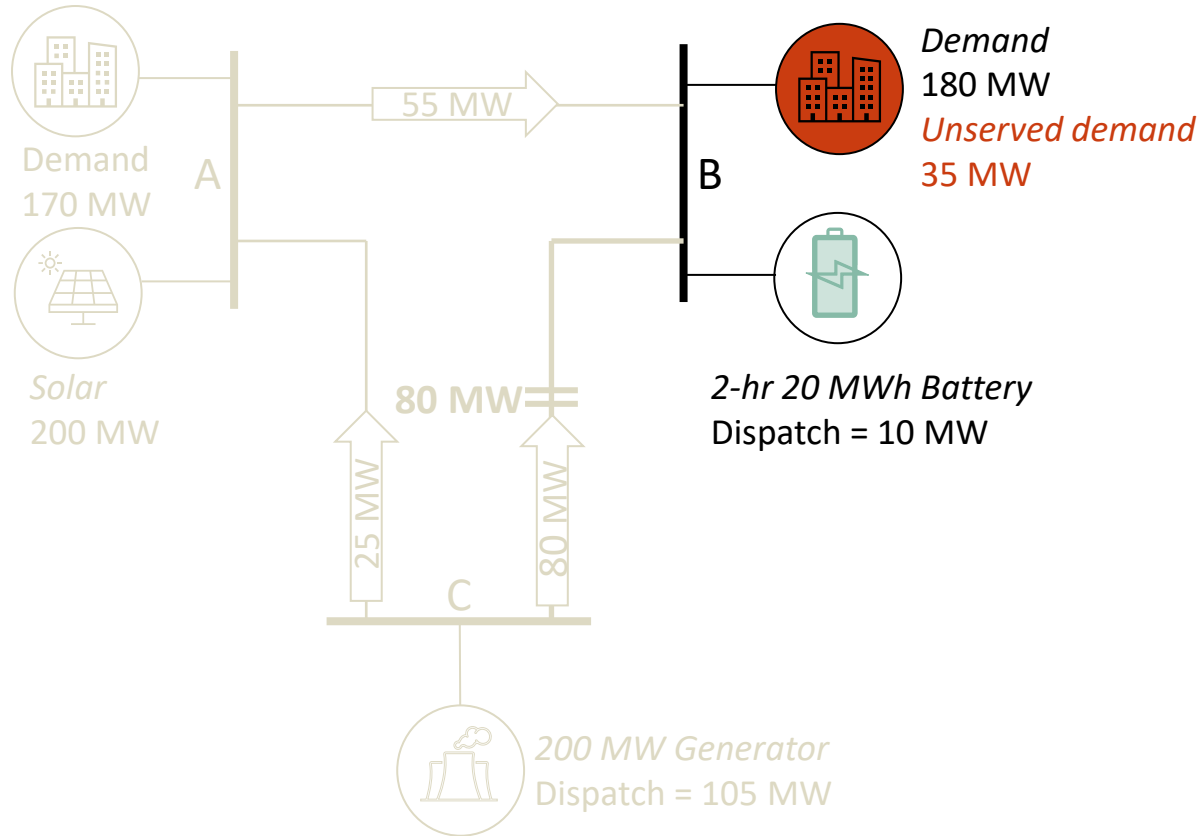 Demand
170 MW
Solar
200 MW
A
55 MW
B
Demand
180 MW
Unserved demand
35 MW
2-hr 20 MWh Battery
Dispatch = 10 MW
80 MW
25 MW
80 MW
C
200 MW Generator
Dispatch = 105 MW